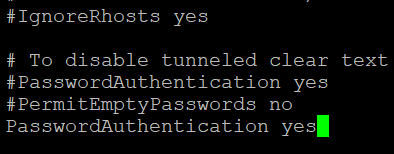 #IgnoreRhosts yes
# To disable tunneled clear text
#PasswordAuthentication yes
#PermitEmptyPasswords no
PasswordAuthentication yes